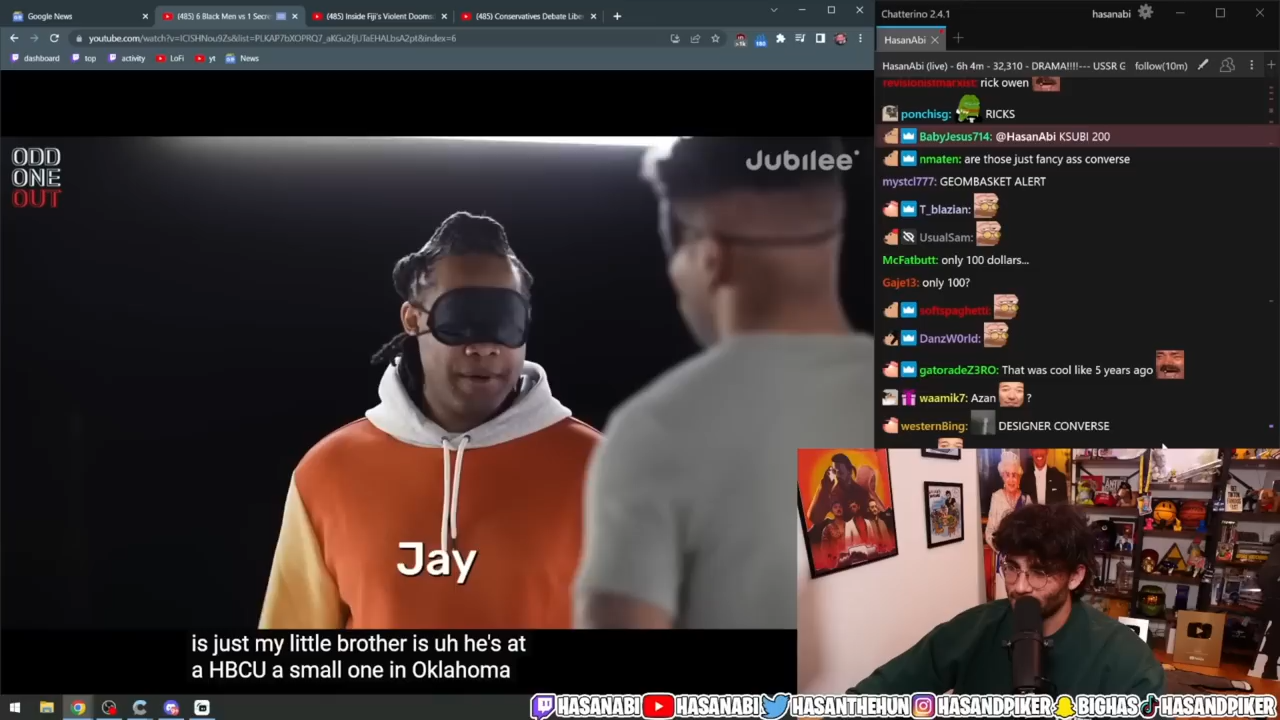 Google News
(485) 6 Black Men vs 1 Secre
(485) Inside Fiji's Violent Dooms
(485) Conservatives Debate Libe
youtube.com/watch?v=ICISHNou9Zs&list=PLKAP7bXOPRQ7_aKGu2fjUTaEHALbsA2pt&index=6
dashboard
top
activity
LoFi
yt
News
Chatterino 2.4.1
hasanabi
HasanAbi
HasanAbi (live) - 6h 4m - 32,310 - DRAMA!!!!--- USSR G
follow(10m)
revisionistmarxist: rick owen
ponchisg: RICKS
BabyJesus714: @HasanAbi KSUBI 200
nmaten: are those just fancy ass converse
mystcl777: GEOMBASKET ALERT
T_blazian:
UsualSam:
McFatbutt: only 100 dollars...
Gaje13: only 100?
softspaghetti:
DanzW0rld:
gatoradeZ3RO: That was cool like 5 years ago
waamik7: Azan ?
westernBing: DESIGNER CONVERSE
ODD
ONE
OUT
Jubilee
Jay
is just my little brother is uh he's at
a HBCU a small one in Oklahoma
HASANABI
HASANABI
HASANTHEHUN
HASANDPIKER
BIGHAS
HASANDPIKER